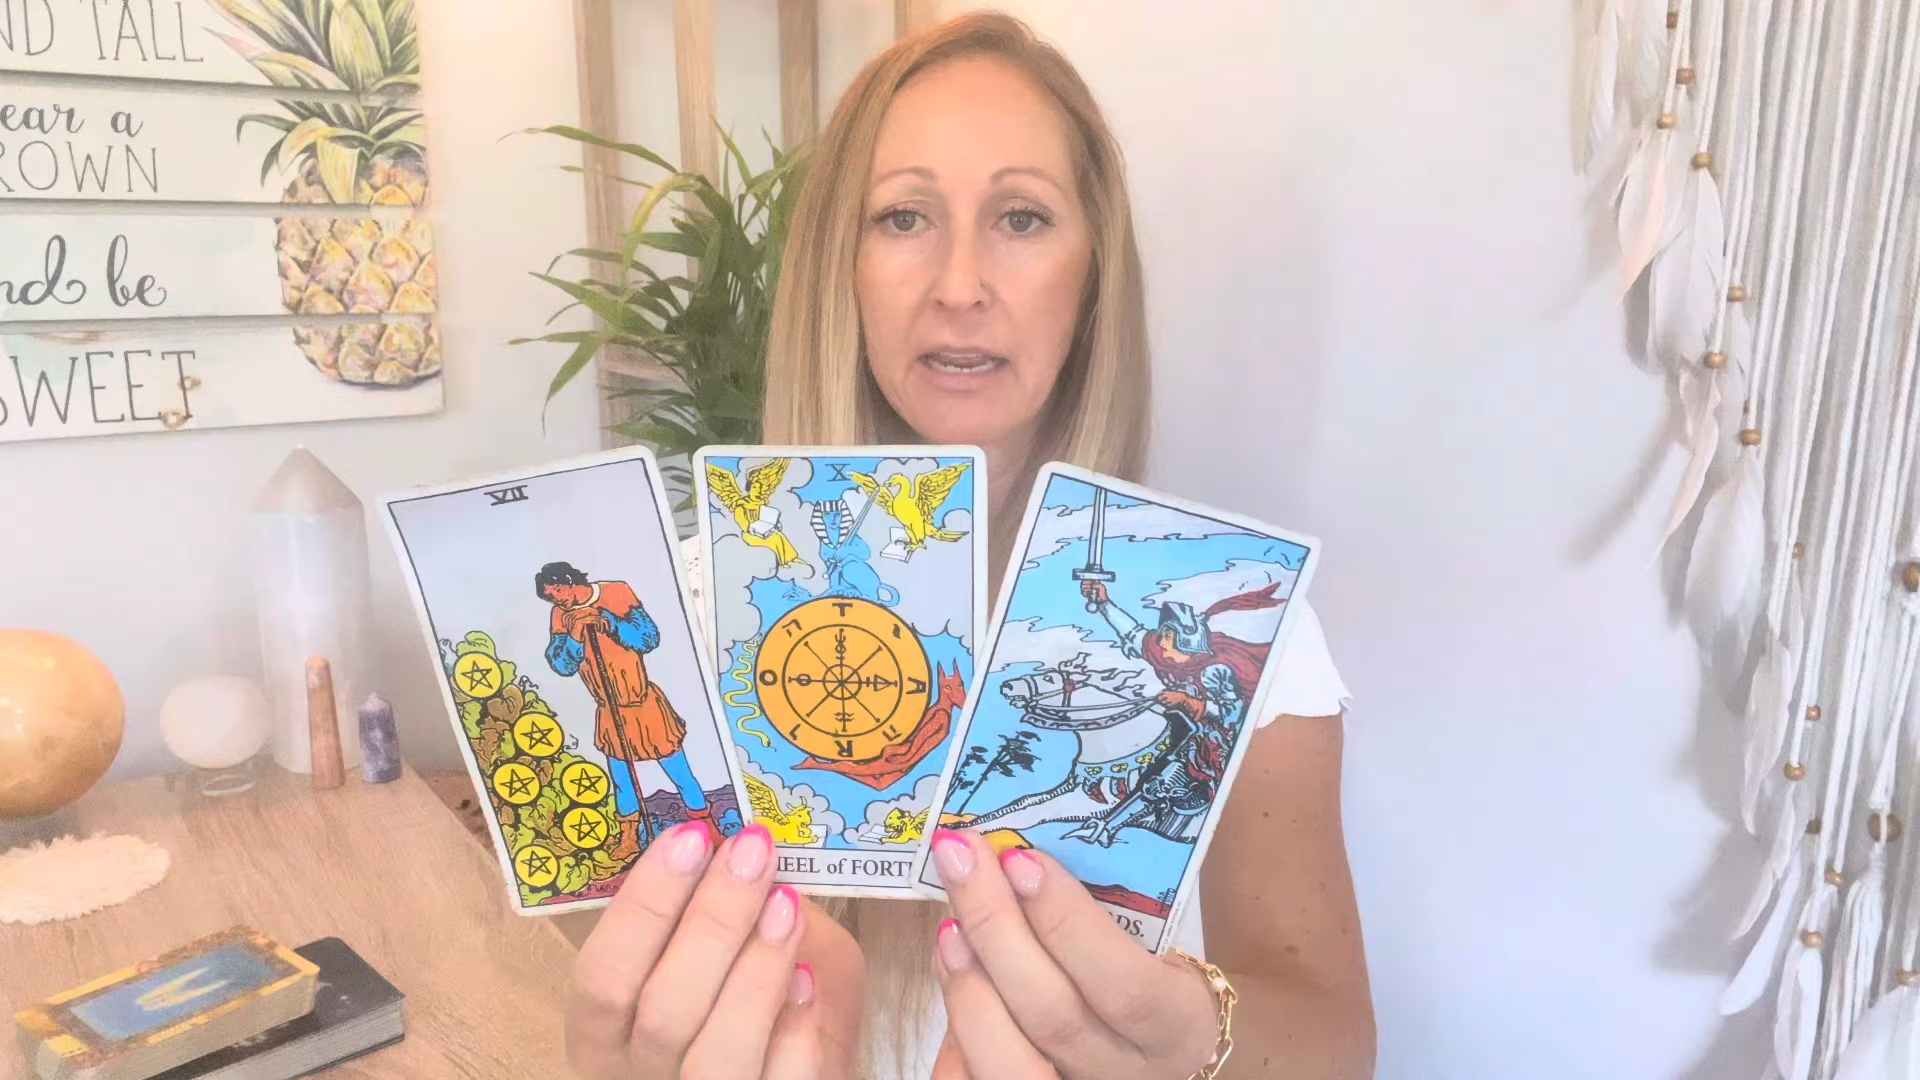 ND TALL
ear a
ROWN
nd be
SWEET
VII
X
T A R O
HEEL of FORT
DS.